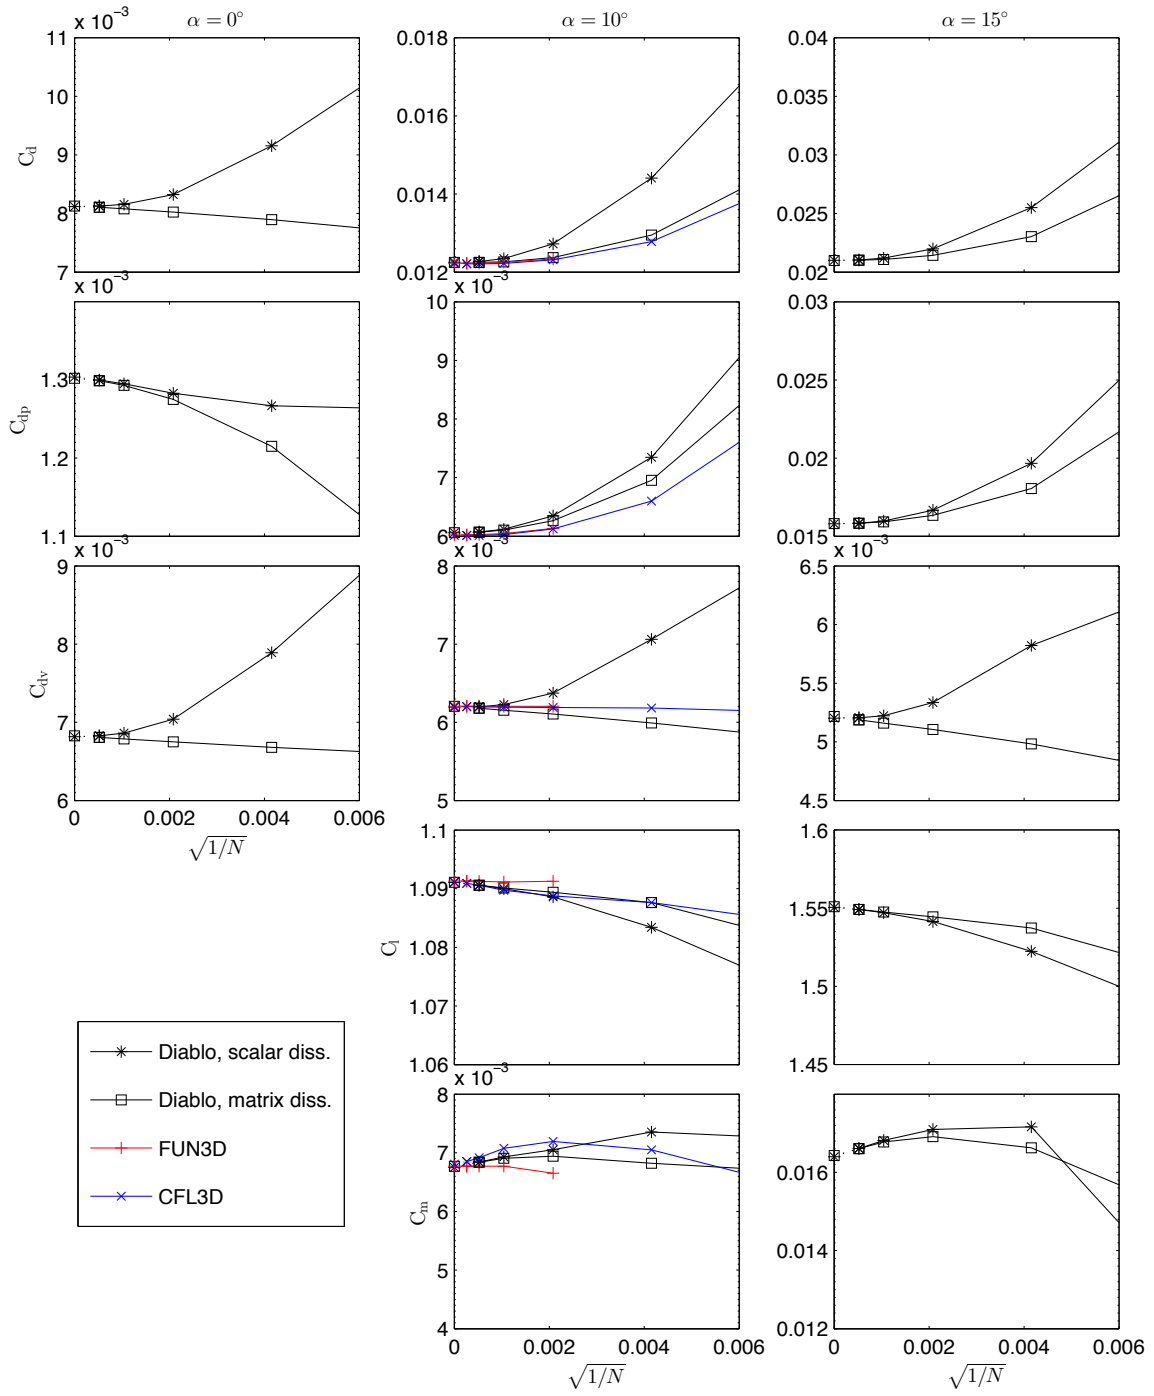 α = 0°
x 10⁻³
11
10
9
8
7
C_d
α = 10°
0.018
0.016
0.014
0.012
α = 15°
0.04
0.035
0.03
0.025
0.02
x 10⁻³
1.3
1.2
1.1
C_dp
x 10⁻³
10
9
8
7
6
0.03
0.025
0.02
0.015
x 10⁻³
9
8
7
6
C_dv
0 0.002 0.004 0.006
√1/N
x 10⁻³
8
7
6
5
x 10⁻³
6.5
6
5.5
5
4.5
1.1
1.09
1.08
1.07
1.06
C_l
1.6
1.55
1.5
1.45
Diablo, scalar diss.
Diablo, matrix diss.
FUN3D
CFL3D
x 10⁻³
8
7
6
5
4
C_m
0 0.002 0.004 0.006
√1/N
0.016
0.014
0.012
0 0.002 0.004 0.006
√1/N